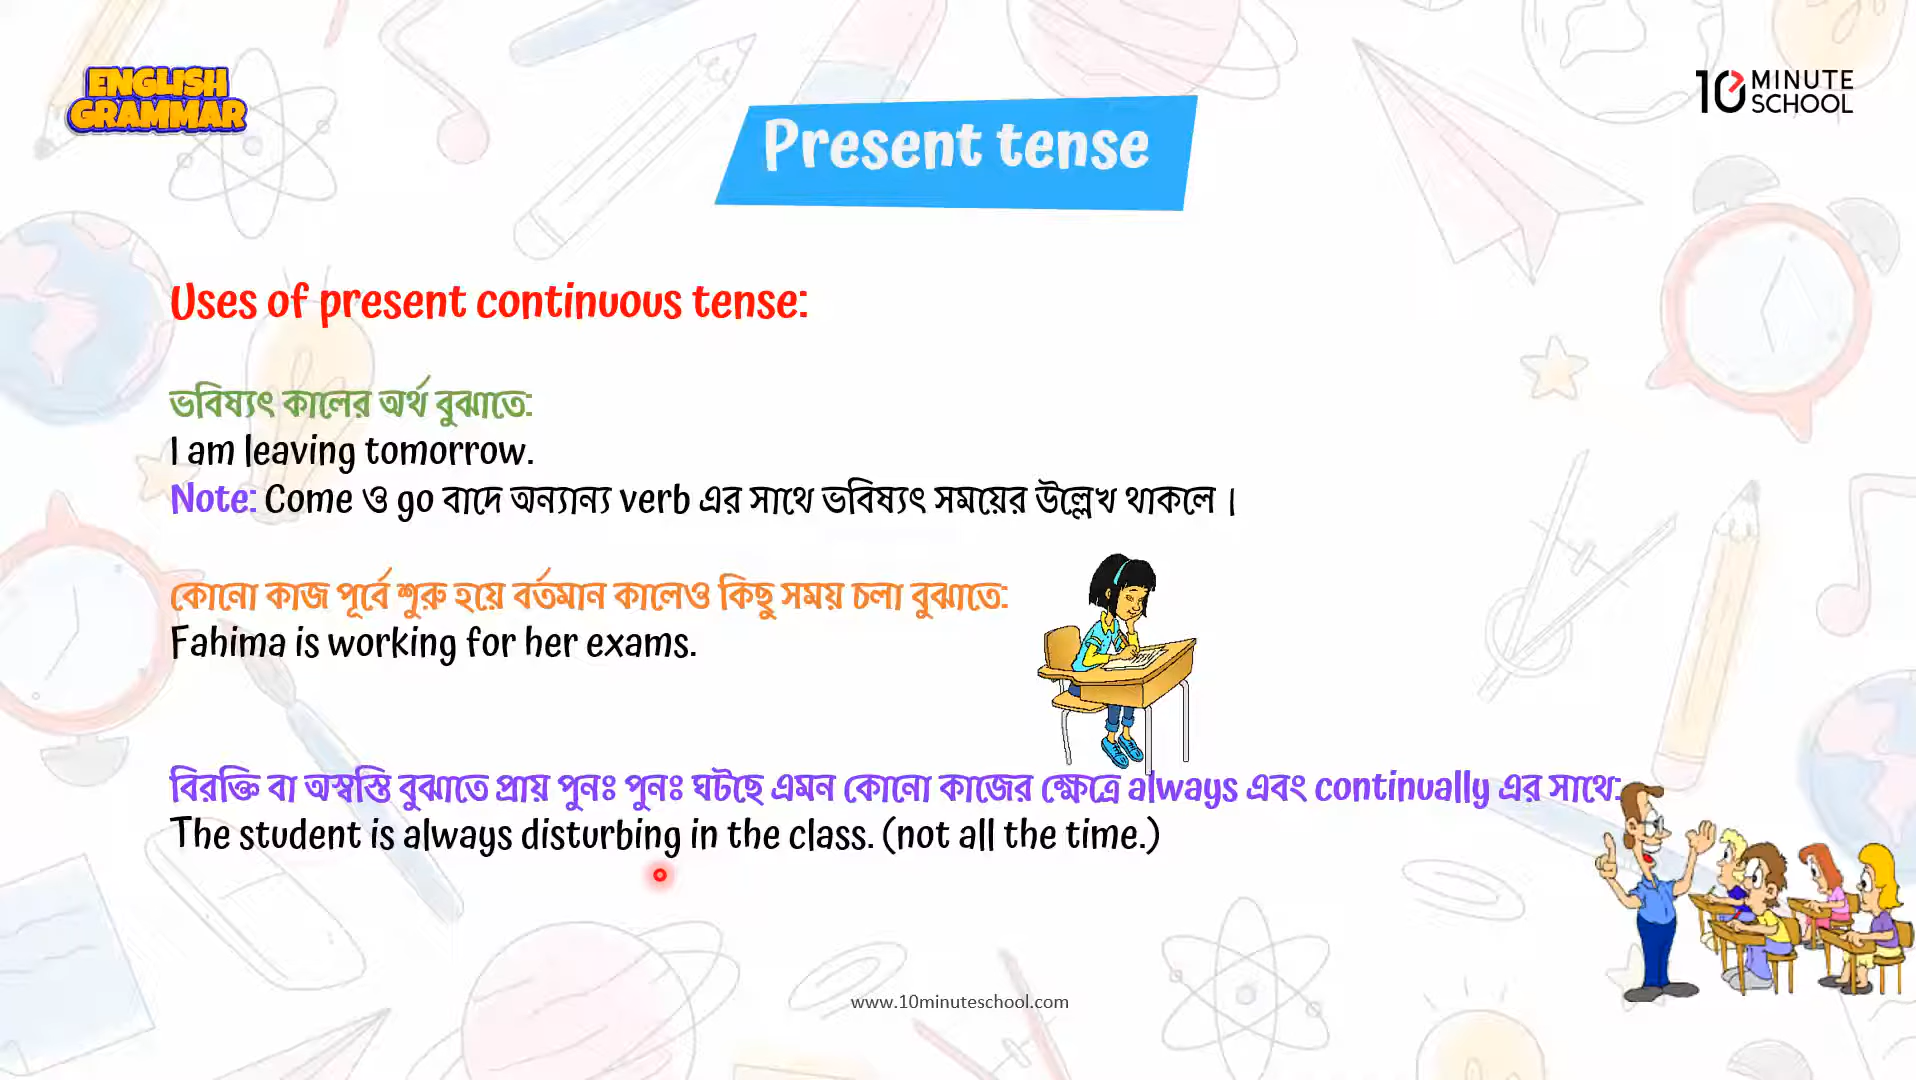 ENGLISH
GRAMMAR
10 MINUTE
SCHOOL
Present tense
Uses of present continuous tense:
ভবিষ্যৎ কালের অর্থ বুঝাতে:
I am leaving tomorrow.
Note: Come ও go বাদে অন্যান্য verb এর সাথে ভবিষ্যৎ সময়ের উল্লেখ থাকলে ।
কোনো কাজ পূর্বে শুরু হয়ে বর্তমান কালেও কিছু সময় চলা বুঝাতে:
Fahima is working for her exams.
বিরক্তি বা অস্বস্তি বুঝাতে প্রায় পুনঃ পুনঃ ঘটছে এমন কোনো কাজের ক্ষেত্রে always এবং continually এর সাথে:
The student is always disturbing in the class. (not all the time.)
www.10minuteschool.com